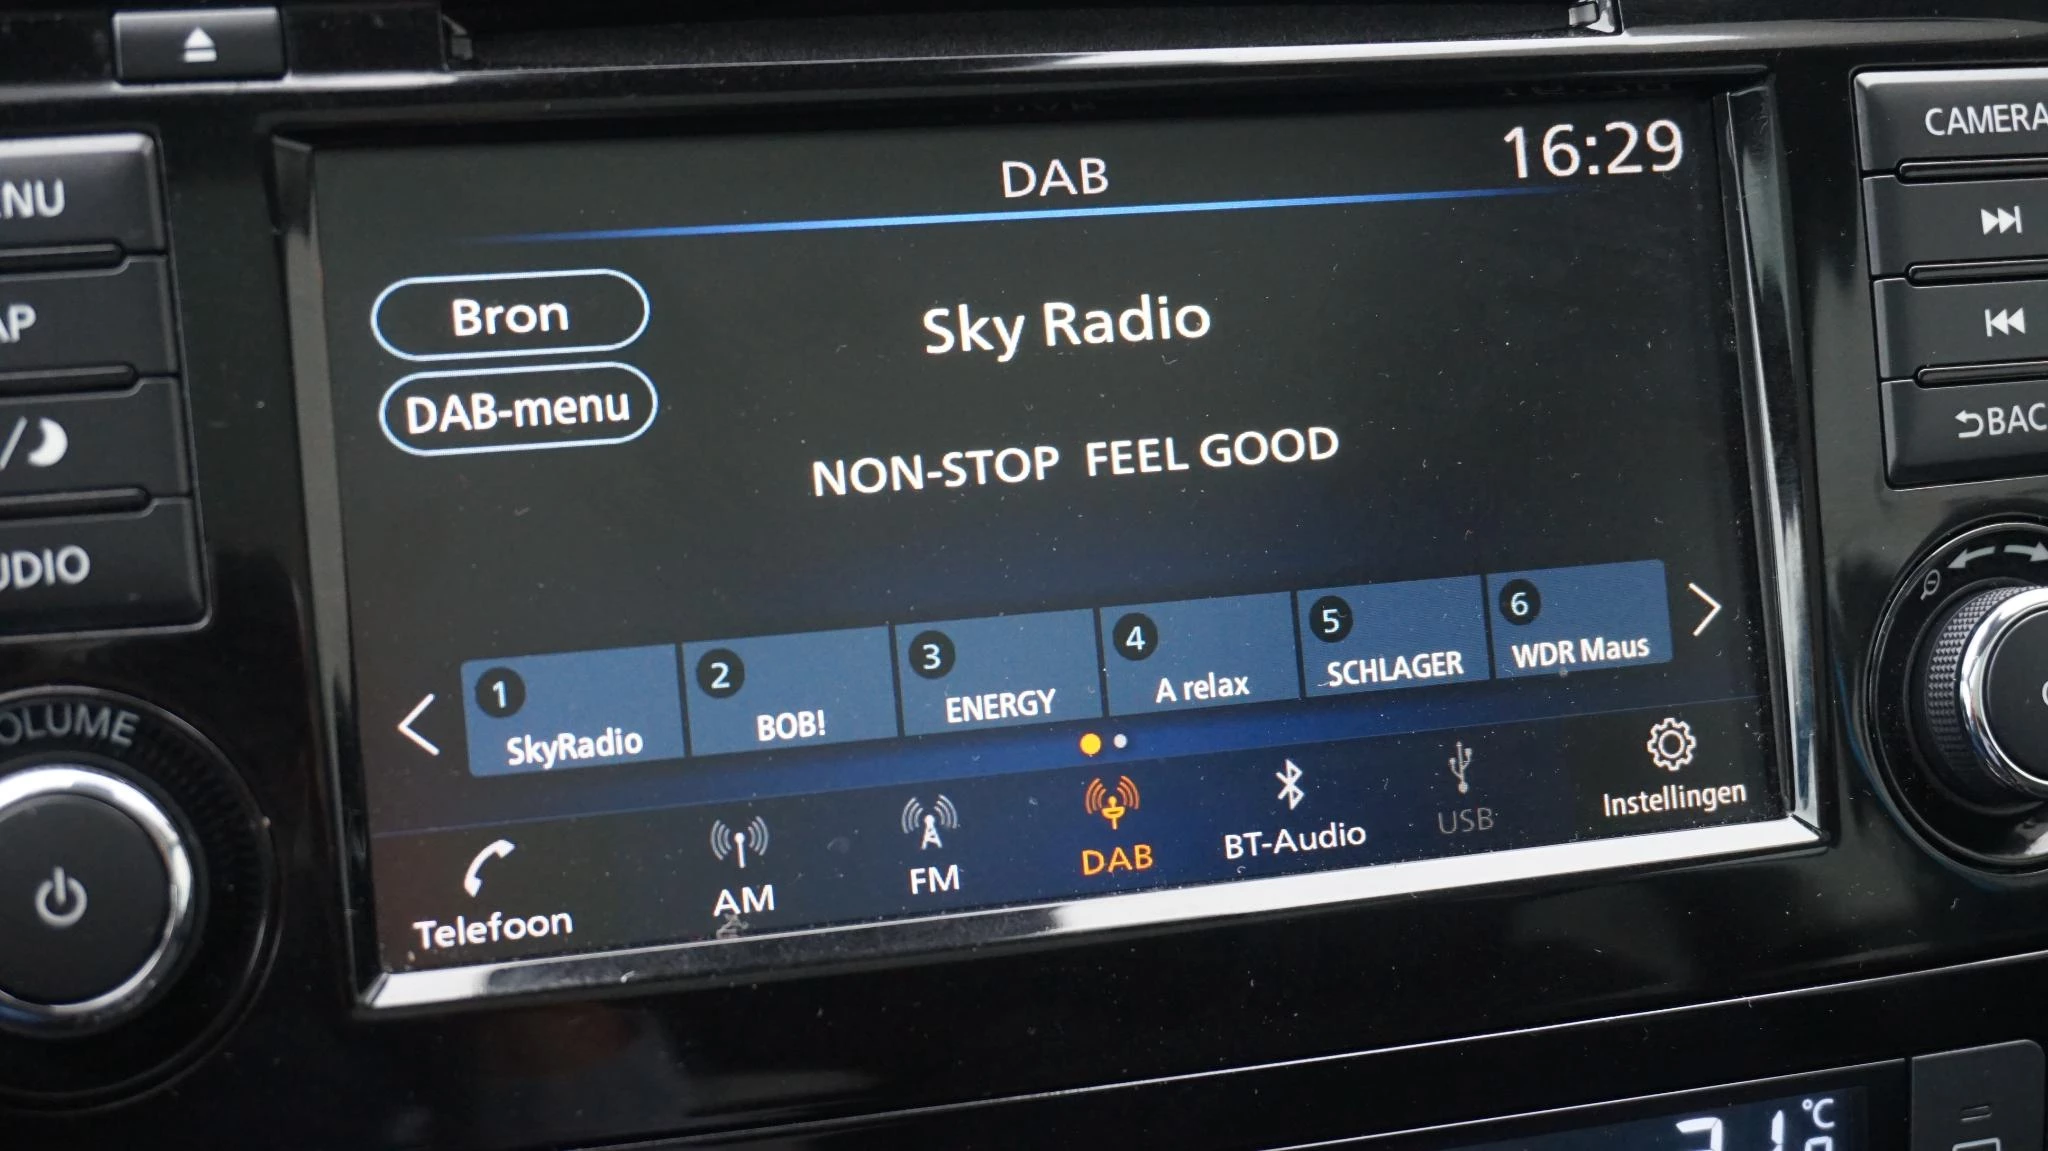 DAB
16:29
Bron
DAB-menu
Sky Radio
NON-STOP FEEL GOOD
1 SkyRadio
2 BOB!
3 ENERGY
4 A relax
5 SCHLAGER
6 WDR Maus
Telefoon
AM
FM
DAB
BT-Audio
USB
Instellingen
CAMERA
°C